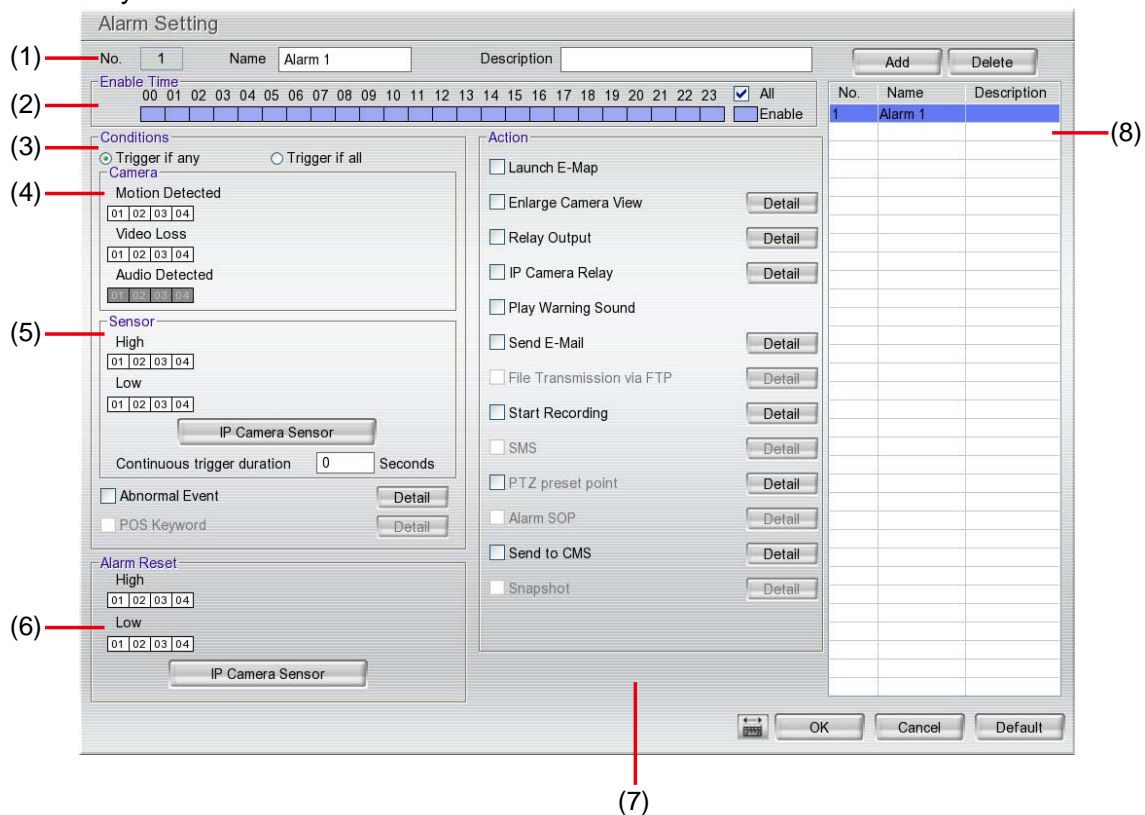 Alarm Setting
(1) No. 1 Name Alarm 1 Description Add Delete
Enable Time
(2) 00 01 02 03 04 05 06 07 08 09 10 11 12 13 14 15 16 17 18 19 20 21 22 23 All
Enable
No. Name Description
1 Alarm 1
(8)
Conditions
(3) Trigger if any Trigger if all
Camera
(4) Motion Detected
01 02 03 04
Video Loss
01 02 03 04
Audio Detected
01 02 03 04
Sensor
(5) High
01 02 03 04
Low
01 02 03 04
IP Camera Sensor
Continuous trigger duration 0 Seconds
Abnormal Event Detail
POS Keyword Detail
Alarm Reset
High
01 02 03 04
(6) Low
01 02 03 04
IP Camera Sensor
Action
Launch E-Map
Enlarge Camera View Detail
Relay Output Detail
IP Camera Relay Detail
Play Warning Sound
Send E-Mail Detail
File Transmission via FTP Detail
Start Recording Detail
SMS Detail
PTZ preset point Detail
Alarm SOP Detail
Send to CMS Detail
Snapshot Detail
OK Cancel Default
(7)